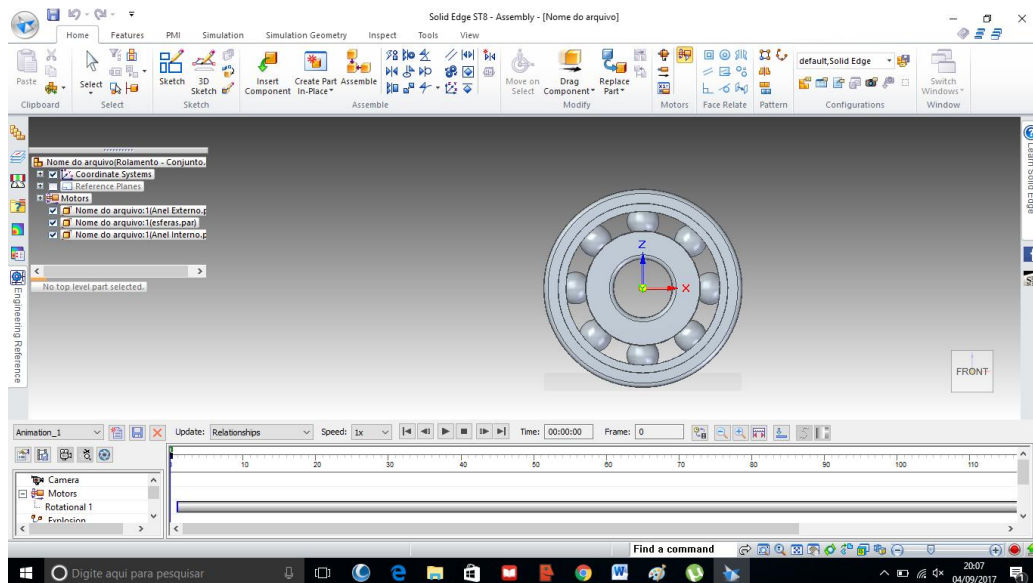 Solid Edge ST8 - Assembly - [Nome do arquivo]
Home Features PMI Simulation Simulation Geometry Inspect Tools View
Paste
Select
Sketch
3D Sketch
Insert Component
Create Part In-Place
Assemble
Move on Select
Drag Component
Replace Part
default,Solid Edge
Switch Windows
Clipboard Select Sketch Assemble Modify Motors Face Relate Pattern Configurations Window
Nome do arquivo(Rolamento - Conjunto.
Coordinate Systems
Reference Planes
Motors
Nome do arquivo:1(Anel Externo.p
Nome do arquivo:1(esferas.par)
Nome do arquivo:1(Anel Interno.p
No top level part selected.
Engineering Reference
Learn Solid Edge
Z
X
FRONT
Animation_1 Update: Relationships Speed: 1x Time: 00:00:00 Frame: 0
10 20 30 40 50 60 70 80 90 100 110
Camera
Motors
Rotational 1
Explosion
Find a command
Digite aqui para pesquisar
20:07
04/09/2017